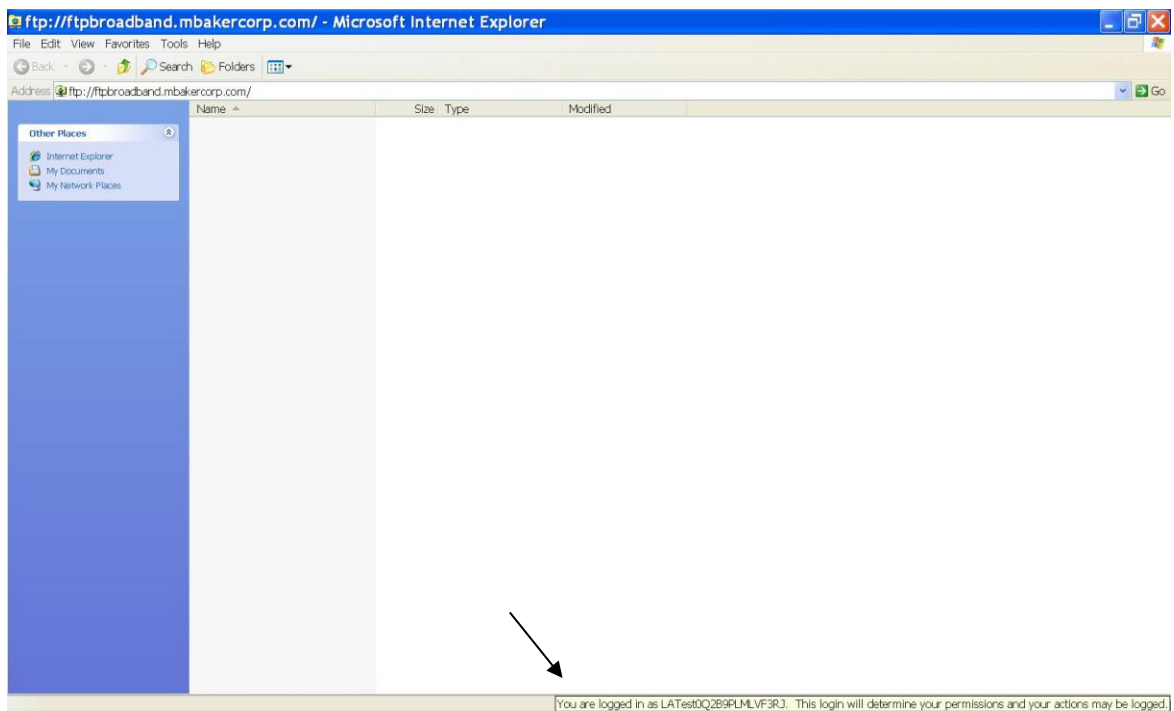 ftp://ftpbroadband.mbakercorp.com/ - Microsoft Internet Explorer
File Edit View Favorites Tools Help
Back Search Folders
Address ftp://ftpbroadband.mbakercorp.com/ Go
Name Size Type Modified
Other Places
Internet Explorer
My Documents
My Network Places
You are logged in as LATest0Q2B9PLMLVF3RJ. This login will determine your permissions and your actions may be logged.